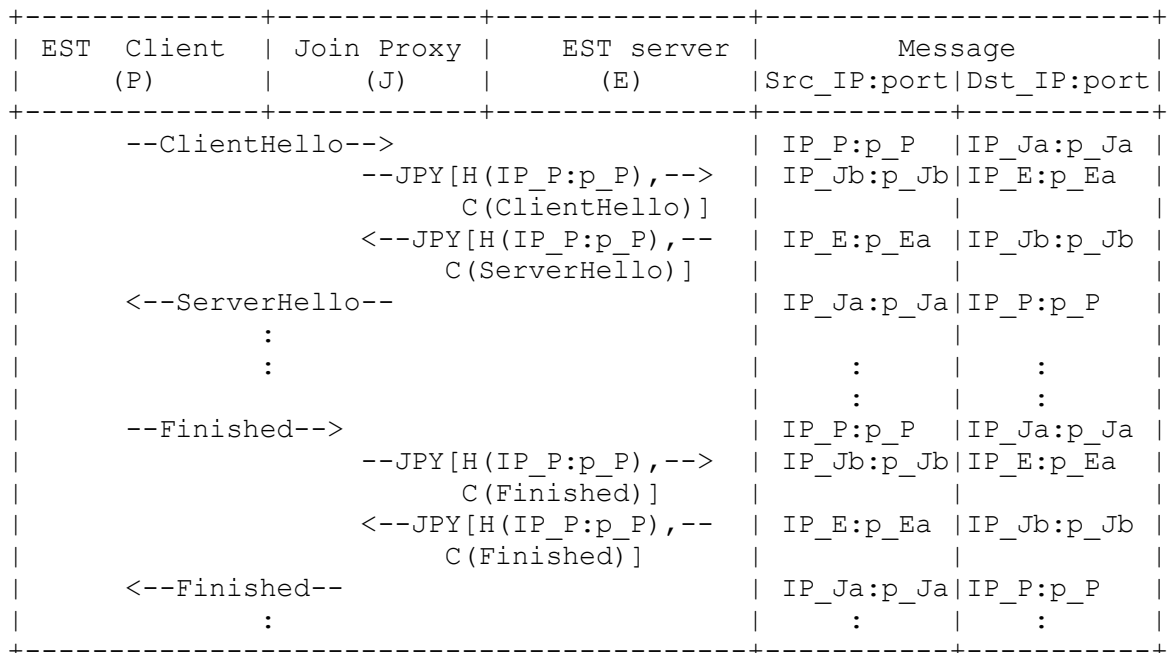 +--------------+------------+---------------+-----------------------+
| EST  Client  | Join Proxy |    EST server |        Message        |
|     (P)      |     (J)    |       (E)     |Src_IP:port|Dst_IP:port|
+--------------+------------+---------------+-----------+-----------+
|      --ClientHello-->                     | IP_P:p_P  |IP_Ja:p_Ja |
|                    --JPY[H(IP_P:p_P),-->  | IP_Jb:p_Jb|IP_E:p_Ea  |
|                          C(ClientHello)]  |           |           |
|                    <--JPY[H(IP_P:p_P),--  | IP_E:p_Ea |IP_Jb:p_Jb |
|                         C(ServerHello)]   |           |           |
|      <--ServerHello--                     | IP_Ja:p_Ja|IP_P:p_P   |
|              :                            |           |           |
|              :                            |     :     |    :      |
|                                           |     :     |    :      |
|      --Finished-->                        | IP_P:p_P  |IP_Ja:p_Ja |
|                    --JPY[H(IP_P:p_P),-->  | IP_Jb:p_Jb|IP_E:p_Ea  |
|                          C(Finished)]     |           |           |
|                    <--JPY[H(IP_P:p_P),--  | IP_E:p_Ea |IP_Jb:p_Jb |
|                         C(Finished)]      |           |           |
|      <--Finished--                        | IP_Ja:p_Ja|IP_P:p_P   |
|              :                            |     :     |    :      |
+-------------------------------------------+-----------+-----------+